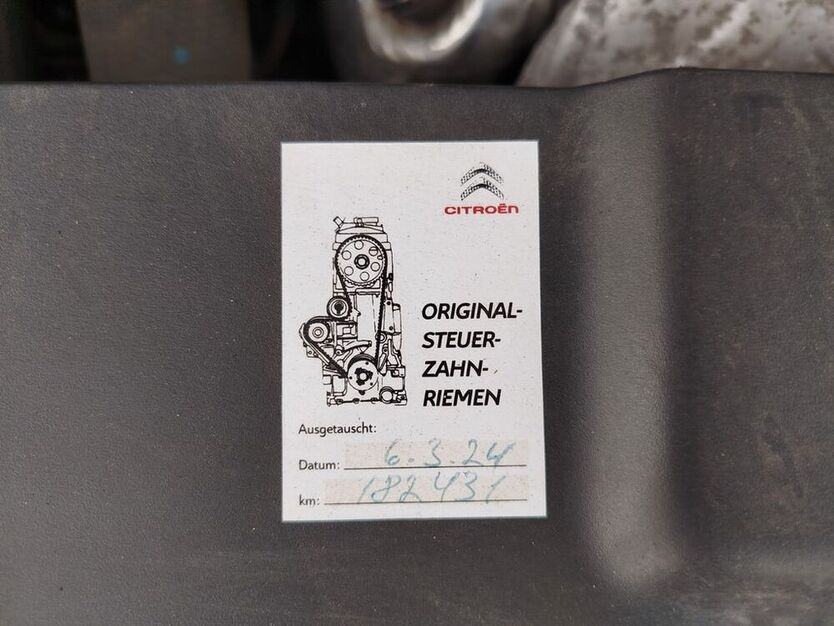 CITROËN
ORIGINAL-
STEUER-
ZAHN-
RIEMEN
Ausgetauscht:
Datum: 6.3.24
km: 182431